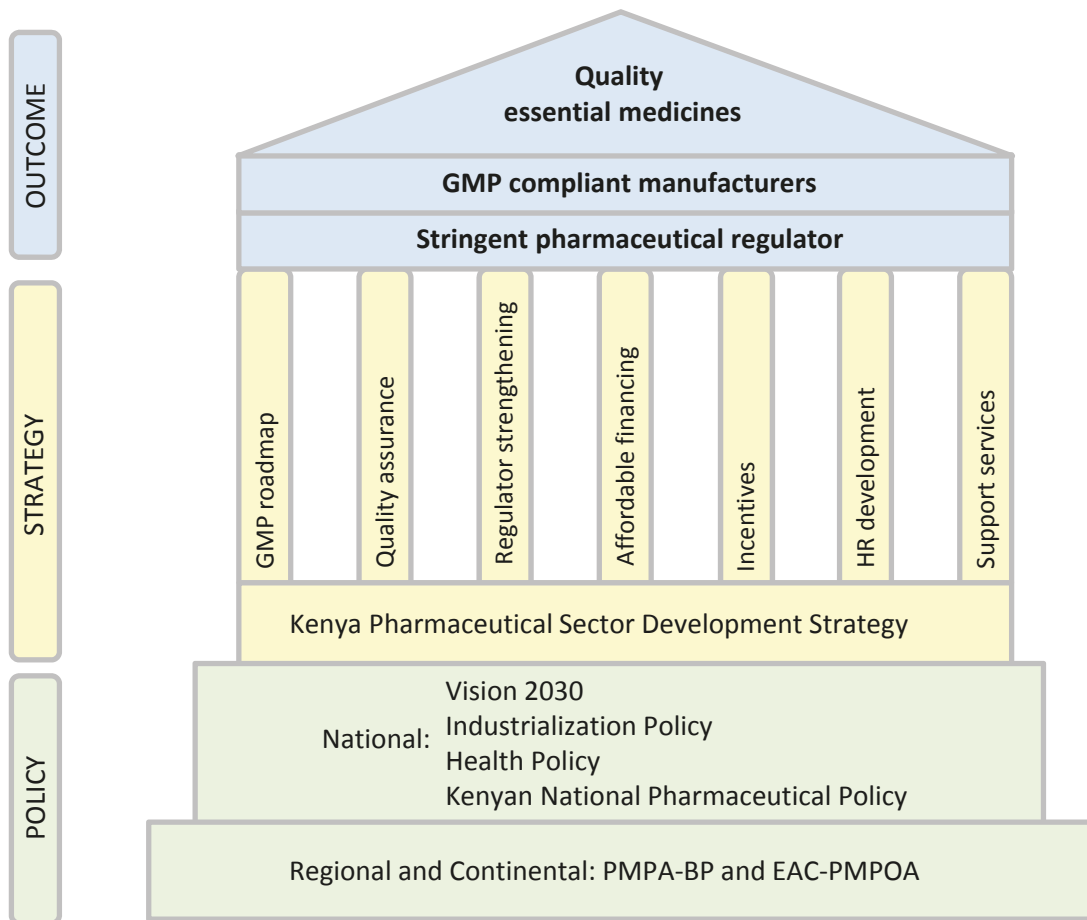 OUTCOME
Quality
essential medicines
GMP compliant manufacturers
Stringent pharmaceutical regulator
STRATEGY
GMP roadmap
Quality assurance
Regulator strengthening
Affordable financing
Incentives
HR development
Support services
Kenya Pharmaceutical Sector Development Strategy
POLICY
National:
Vision 2030
Industrialization Policy
Health Policy
Kenyan National Pharmaceutical Policy
Regional and Continental: PMPA-BP and EAC-PMPOA